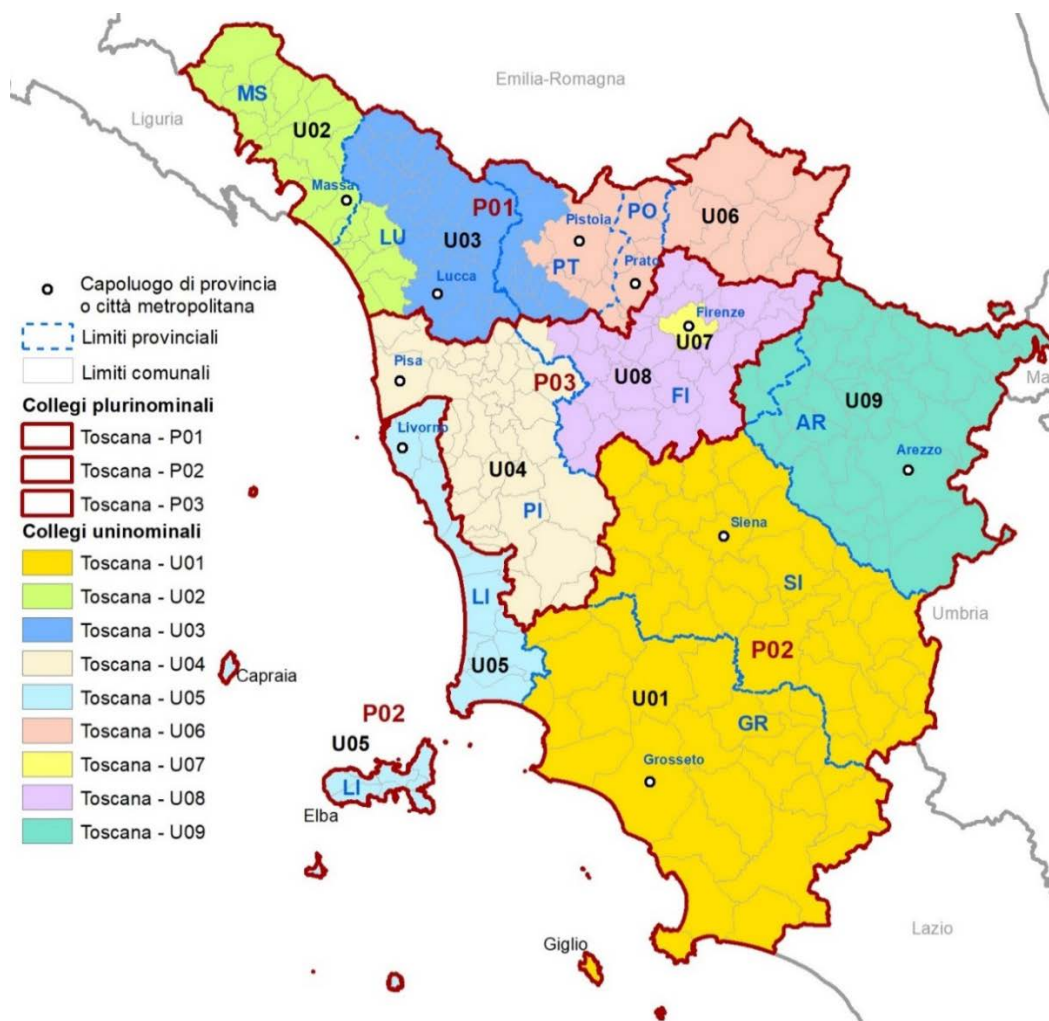 Emilia-Romagna
Liguria
MS
U02
Massa
P01
PO
U06
Pistoia
LU
U03
PT
Prato
Lucca
Firenze
U07
Pisa
P03
U08
FI
U09
AR
Livorno
Arezzo
U04
PI
Siena
SI
LI
Umbria
U05
P02
U01
GR
Capraia
P02
U05
LI
Elba
Grosseto
Giglio
Lazio
Ma
Capoluogo di provincia
o città metropolitana
Limiti provinciali
Limiti comunali
Collegi plurinominali
Toscana - P01
Toscana - P02
Toscana - P03
Collegi uninominali
Toscana - U01
Toscana - U02
Toscana - U03
Toscana - U04
Toscana - U05
Toscana - U06
Toscana - U07
Toscana - U08
Toscana - U09